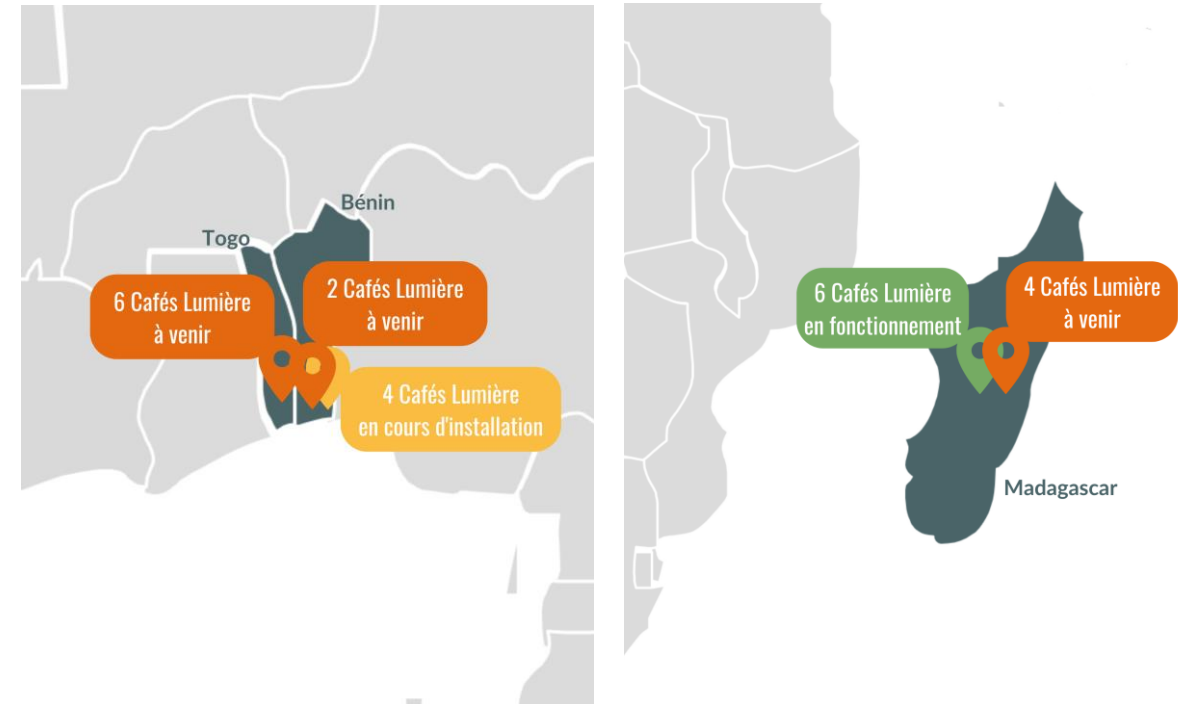 Bénin
Togo
6 Cafés Lumière
à venir
2 Cafés Lumière
à venir
4 Cafés Lumière
en cours d'installation
6 Cafés Lumière
en fonctionnement
4 Cafés Lumière
à venir
Madagascar